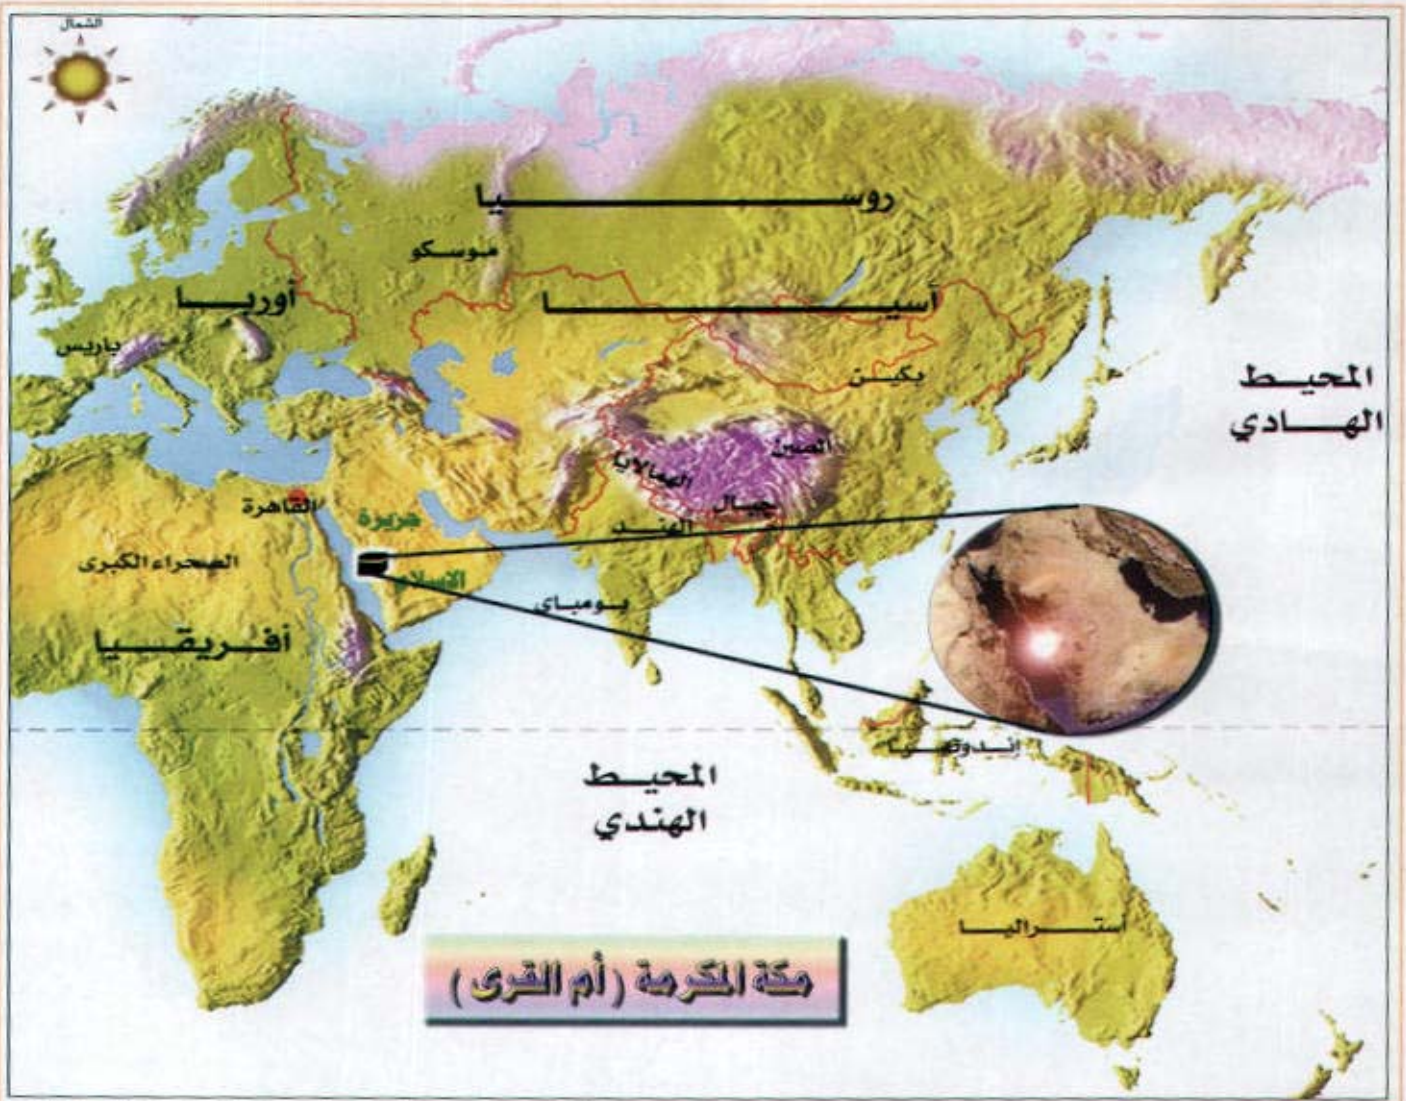 الشمال
روسيا
موسكو
أوربا
آسيا
باريس
بكين
المحيط
الهادي
الصين
الهمالايا
جبال
القاهرة
جزيرة
الهند
الصحراء الكبرى
الإسلام
بومباي
أفريقيا
إندونيسيا
المحيط
الهندي
أستراليا
مكة المكرمة (أم القرى)